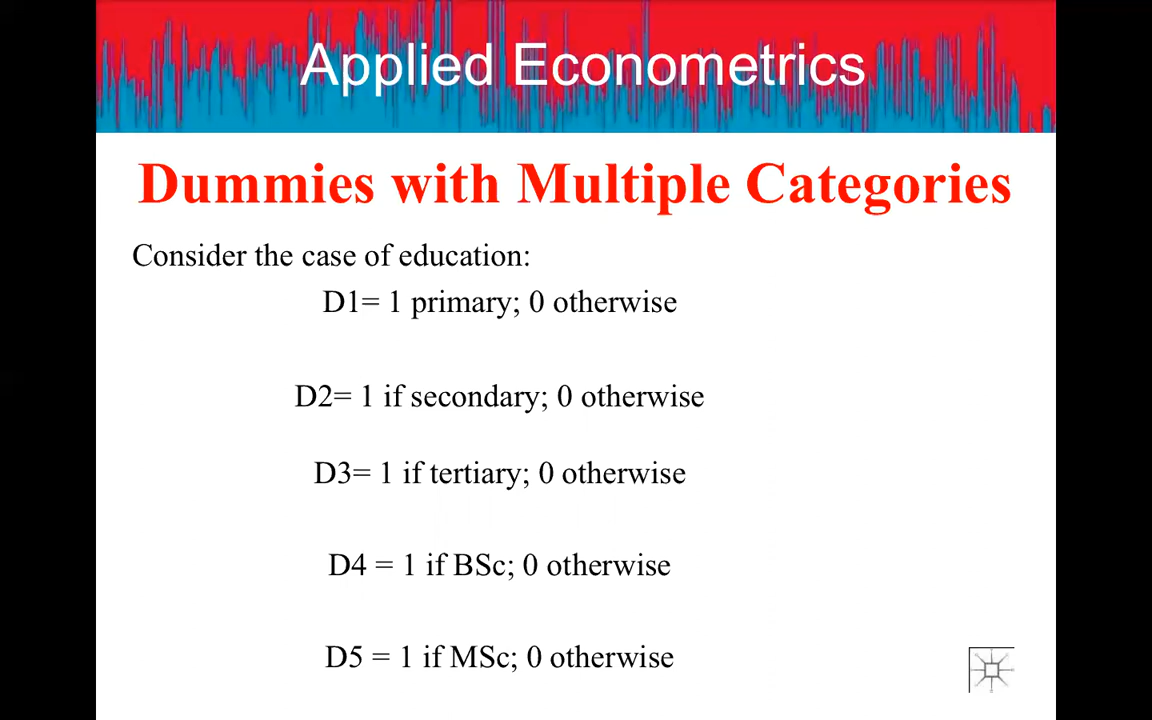 Applied Econometrics
Dummies with Multiple Categories
Consider the case of education:
D1= 1 primary; 0 otherwise
D2= 1 if secondary; 0 otherwise
D3= 1 if tertiary; 0 otherwise
D4 = 1 if BSc; 0 otherwise
D5 = 1 if MSc; 0 otherwise